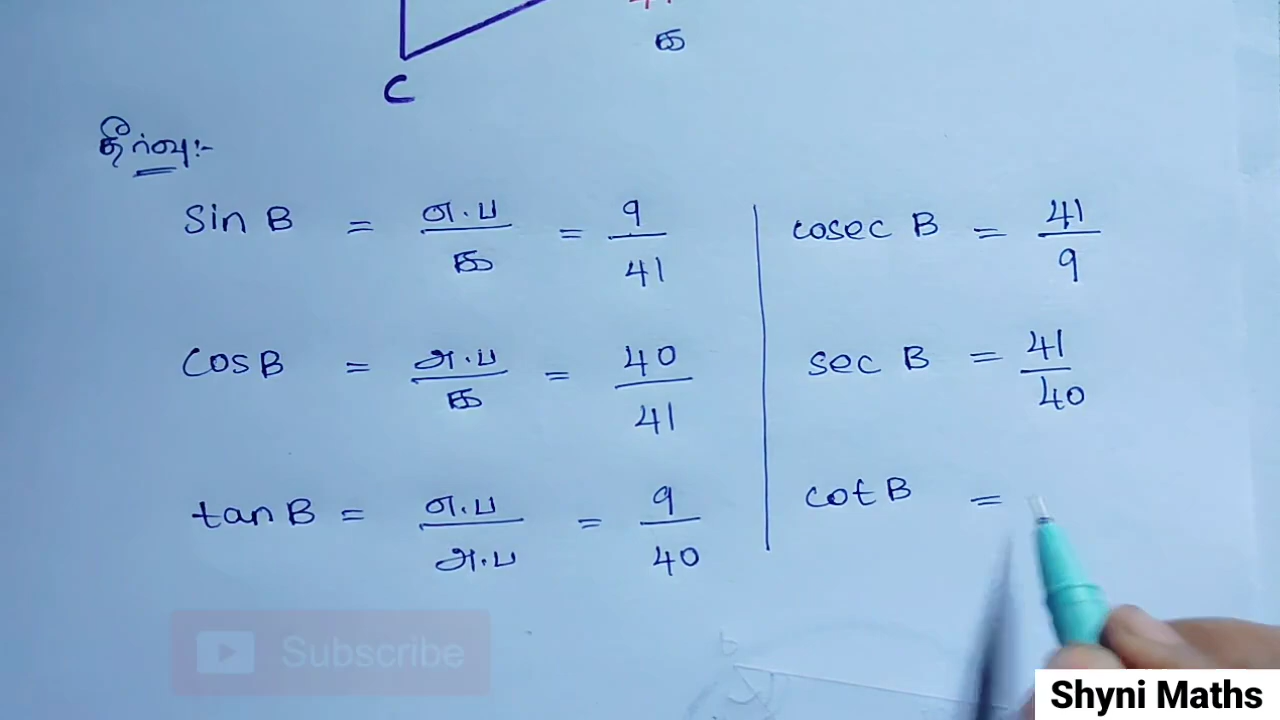 க
C
தீர்வு:-
sin B = எ.ப / க = 9 / 41
cosec B = 41 / 9
cos B = அ.ப / க = 40 / 41
sec B = 41 / 40
tan B = எ.ப / அ.ப = 9 / 40
cot B =
Subscribe
Shyni Maths